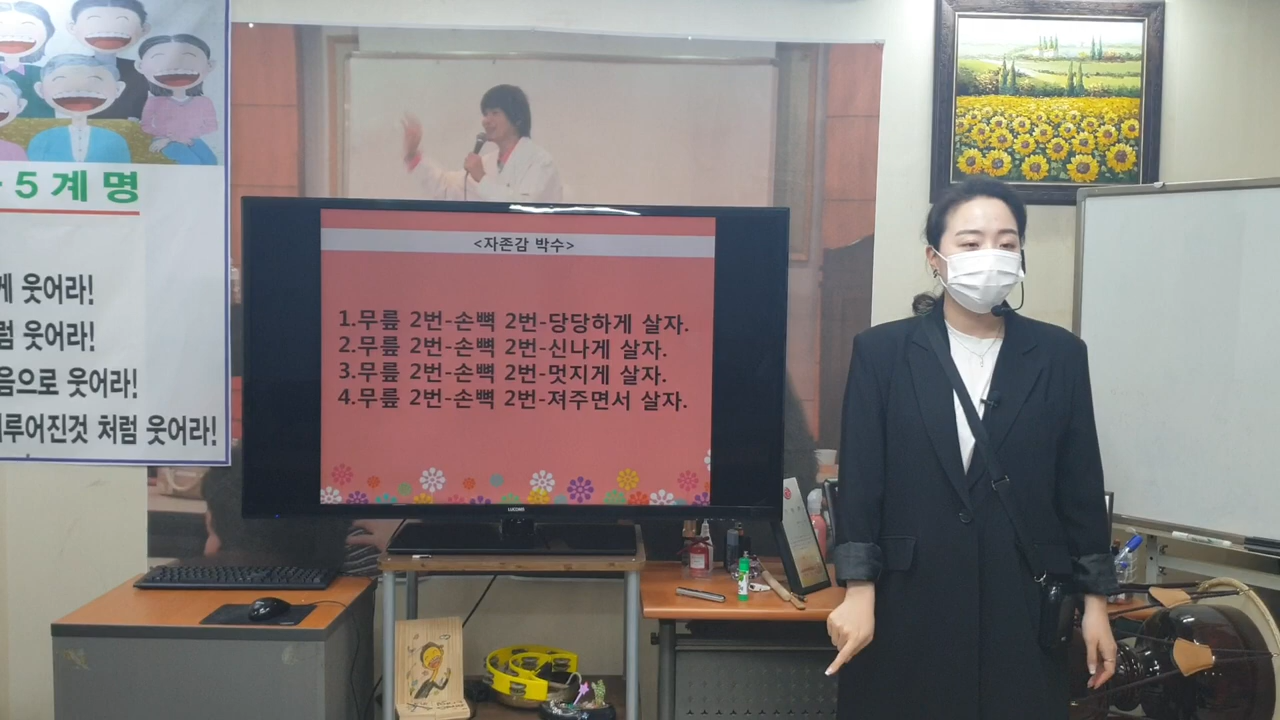 5계명
웃어라!
웃어라!
음으로 웃어라!
루어진것 처럼 웃어라!
<자존감 박수>
1.무릎 2번-손뼉 2번-당당하게 살자.
2.무릎 2번-손뼉 2번-신나게 살자.
3.무릎 2번-손뼉 2번-멋지게 살자.
4.무릎 2번-손뼉 2번-져주면서 살자.
LUCOMS